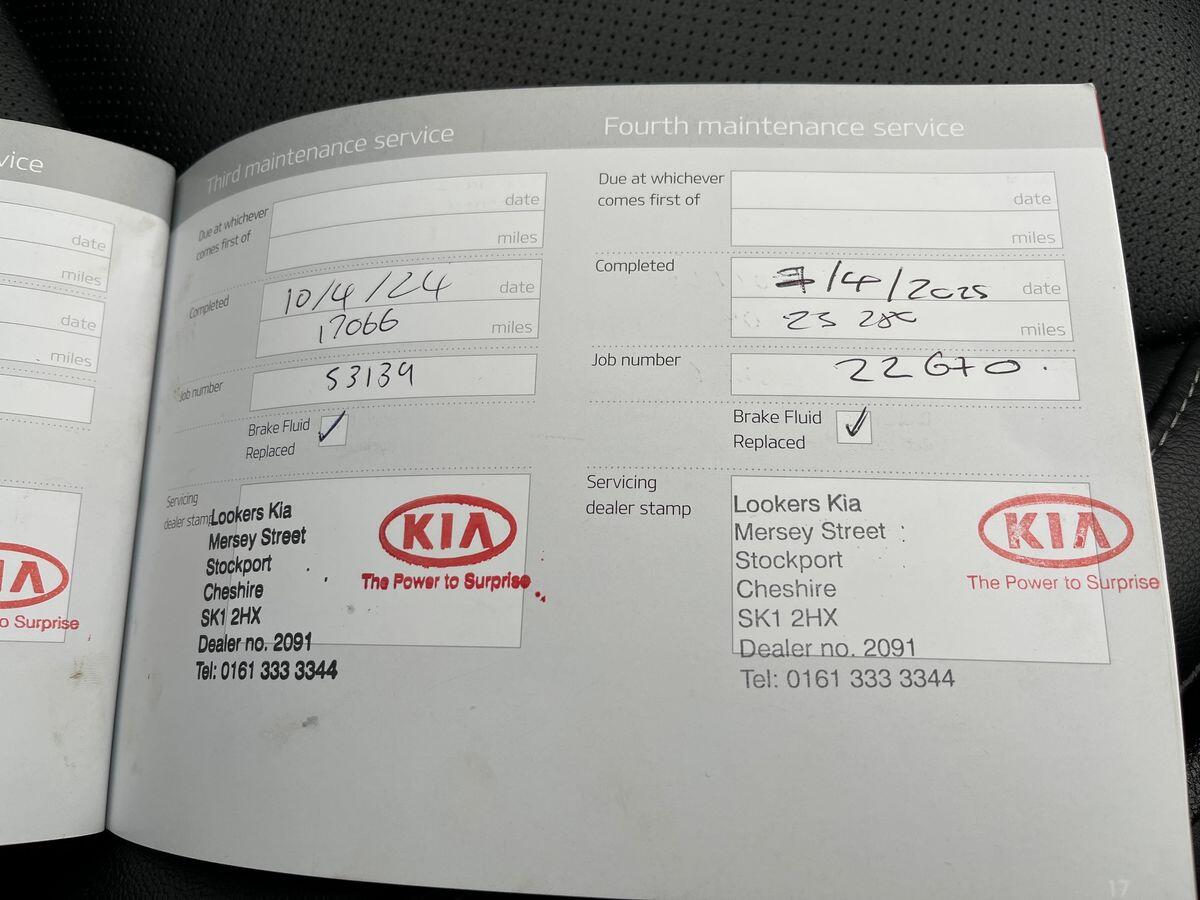 vice
date
miles
date
miles
KIA
to Surprise
Third maintenance service
Due at whichever
comes first of
date
miles
Completed
10/4/24 date
17066 miles
Job number
53139
Brake Fluid
Replaced
Servicing
dealer stamp
Lookers Kia
Mersey Street
Stockport
Cheshire
SK1 2HX
Dealer no. 2091
Tel: 0161 333 3344
KIA
The Power to Surprise
Fourth maintenance service
Due at whichever
comes first of
date
miles
Completed
7/4/2025 date
miles
Job number
22670
Brake Fluid
Replaced
Servicing
dealer stamp
Lookers Kia
Mersey Street
Stockport
Cheshire
SK1 2HX
Dealer no. 2091
Tel: 0161 333 3344
KIA
The Power to Surprise
17